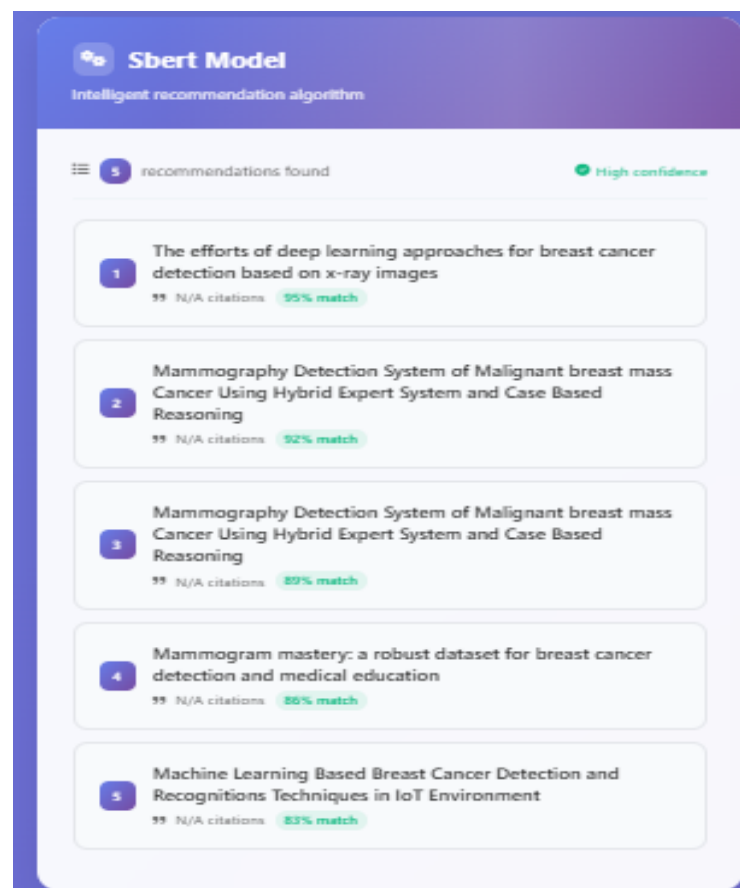 Sbert Model
Intelligent recommendation algorithm
5 recommendations found
High confidence
1
The efforts of deep learning approaches for breast cancer
detection based on x-ray images
N/A citations 95% match
2
Mammography Detection System of Malignant breast mass
Cancer Using Hybrid Expert System and Case Based
Reasoning
N/A citations 92% match
3
Mammography Detection System of Malignant breast mass
Cancer Using Hybrid Expert System and Case Based
Reasoning
N/A citations 89% match
4
Mammogram mastery: a robust dataset for breast cancer
detection and medical education
N/A citations 86% match
5
Machine Learning Based Breast Cancer Detection and
Recognitions Techniques in IoT Environment
N/A citations 83% match